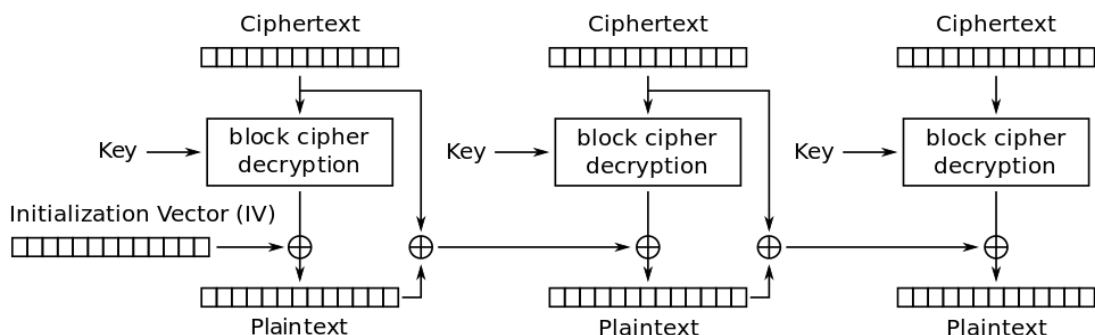 Ciphertext Ciphertext Ciphertext
Key block cipher decryption Key block cipher decryption Key block cipher decryption
Initialization Vector (IV)
Plaintext Plaintext Plaintext